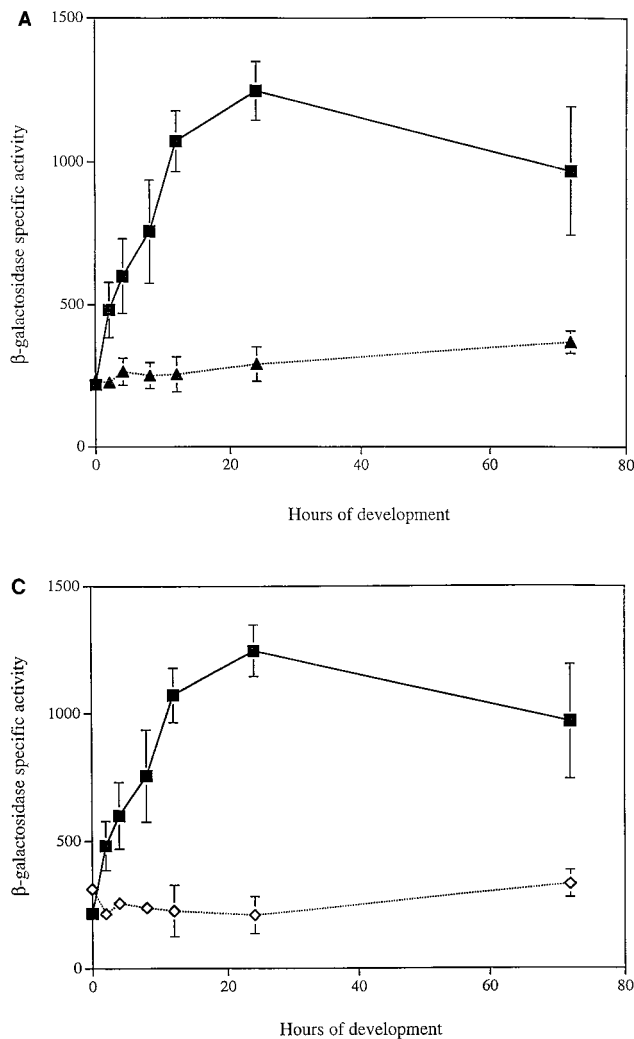 A
1500
1000
500
0
β-galactosidase specific activity
0 20 40 60 80
Hours of development
C
1500
1000
500
0
β-galactosidase specific activity
0 20 40 60 80
Hours of development